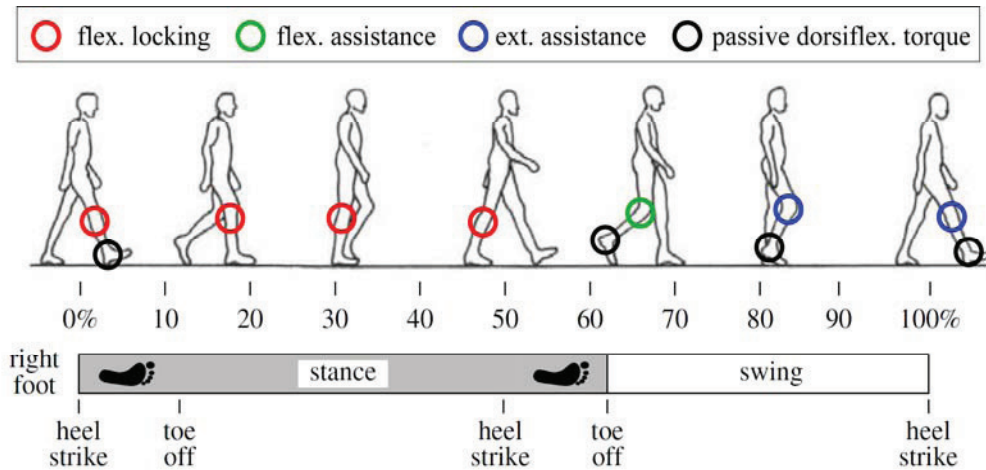 flex. locking flex. assistance ext. assistance passive dorsiflex. torque
0% 10 20 30 40 50 60 70 80 90 100%
right foot
stance swing
heel strike toe off heel strike toe off heel strike